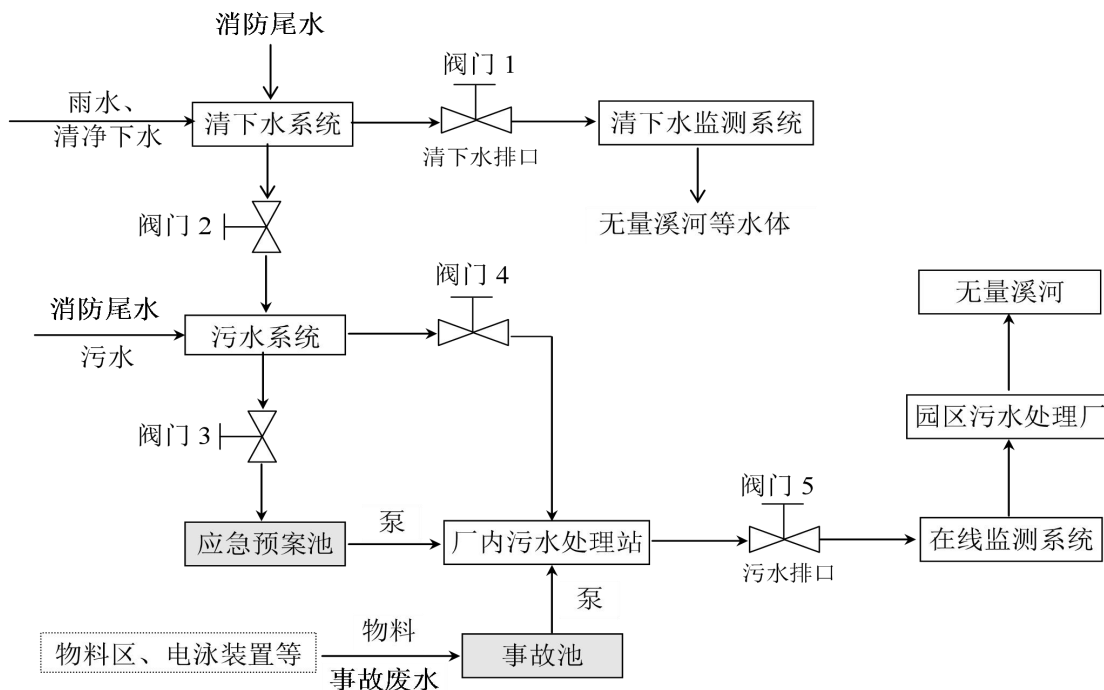 消防尾水
阀门 1
雨水、
清净下水
清下水系统
清下水监测系统
清下水排口
阀门 2
无量溪河等水体
阀门 4
无量溪河
消防尾水
污水
污水系统
园区污水处理厂
阀门 3
阀门 5
泵
应急预案池
厂内污水处理站
在线监测系统
污水排口
泵
物料
物料区、电泳装置等
事故池
事故废水